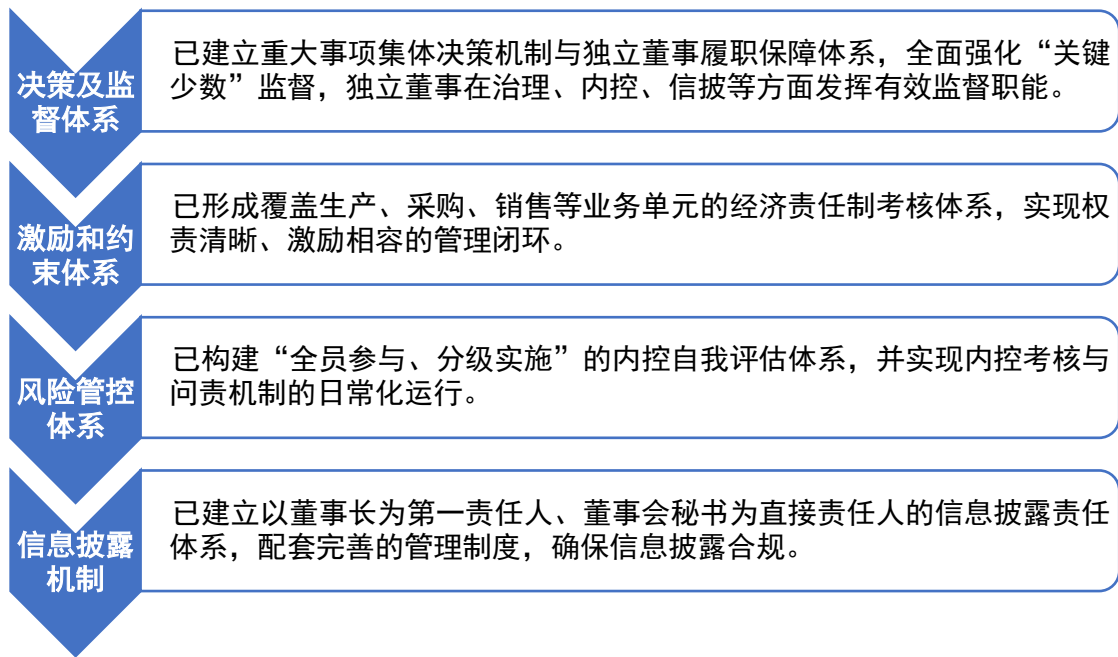 决策及监
督体系
已建立重大事项集体决策机制与独立董事履职保障体系，全面强化“关键
少数”监督，独立董事在治理、内控、信披等方面发挥有效监督职能。
激励和约
束体系
已形成覆盖生产、采购、销售等业务单元的经济责任制考核体系，实现权
责清晰、激励相容的管理闭环。
风险管控
体系
已构建“全员参与、分级实施”的内控自我评估体系，并实现内控考核与
问责机制的日常化运行。
信息披露
机制
已建立以董事长为第一责任人、董事会秘书为直接责任人的信息披露责任
体系，配套完善的管理制度，确保信息披露合规。